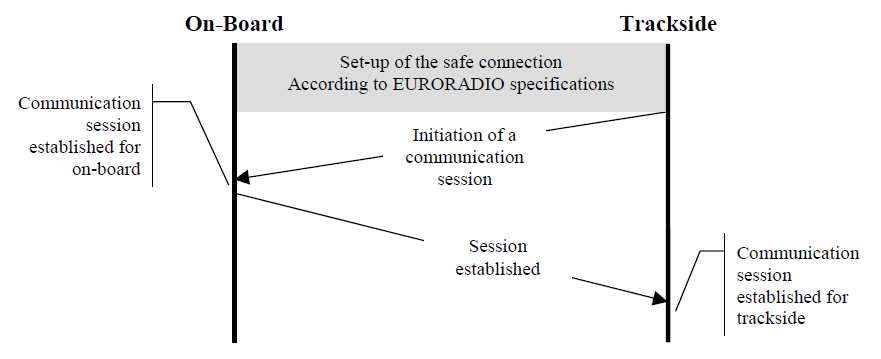 On-Board
Trackside
Set-up of the safe connection
According to EURORADIO specifications
Communication
session
established for
on-board
Initiation of a
communication
session
Session
established
Communication
session
established for
trackside